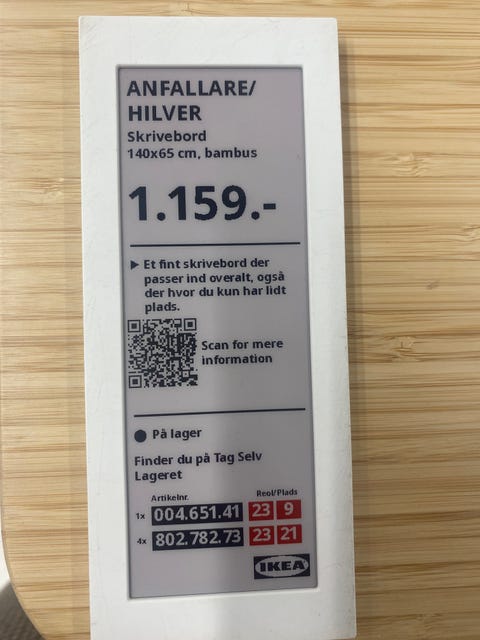 ANFALLARE/
HILVER
Skrivebord
140x65 cm, bambus
1.159.-
▶ Et fint skrivebord der
passer ind overalt, også
der hvor du kun har lidt
plads.
Scan for mere
information
● På lager
Finder du på Tag Selv
Lageret
Artikelnr. Reol/Plads
1x 004.651.41 23 9
4x 802.782.73 23 21
IKEA